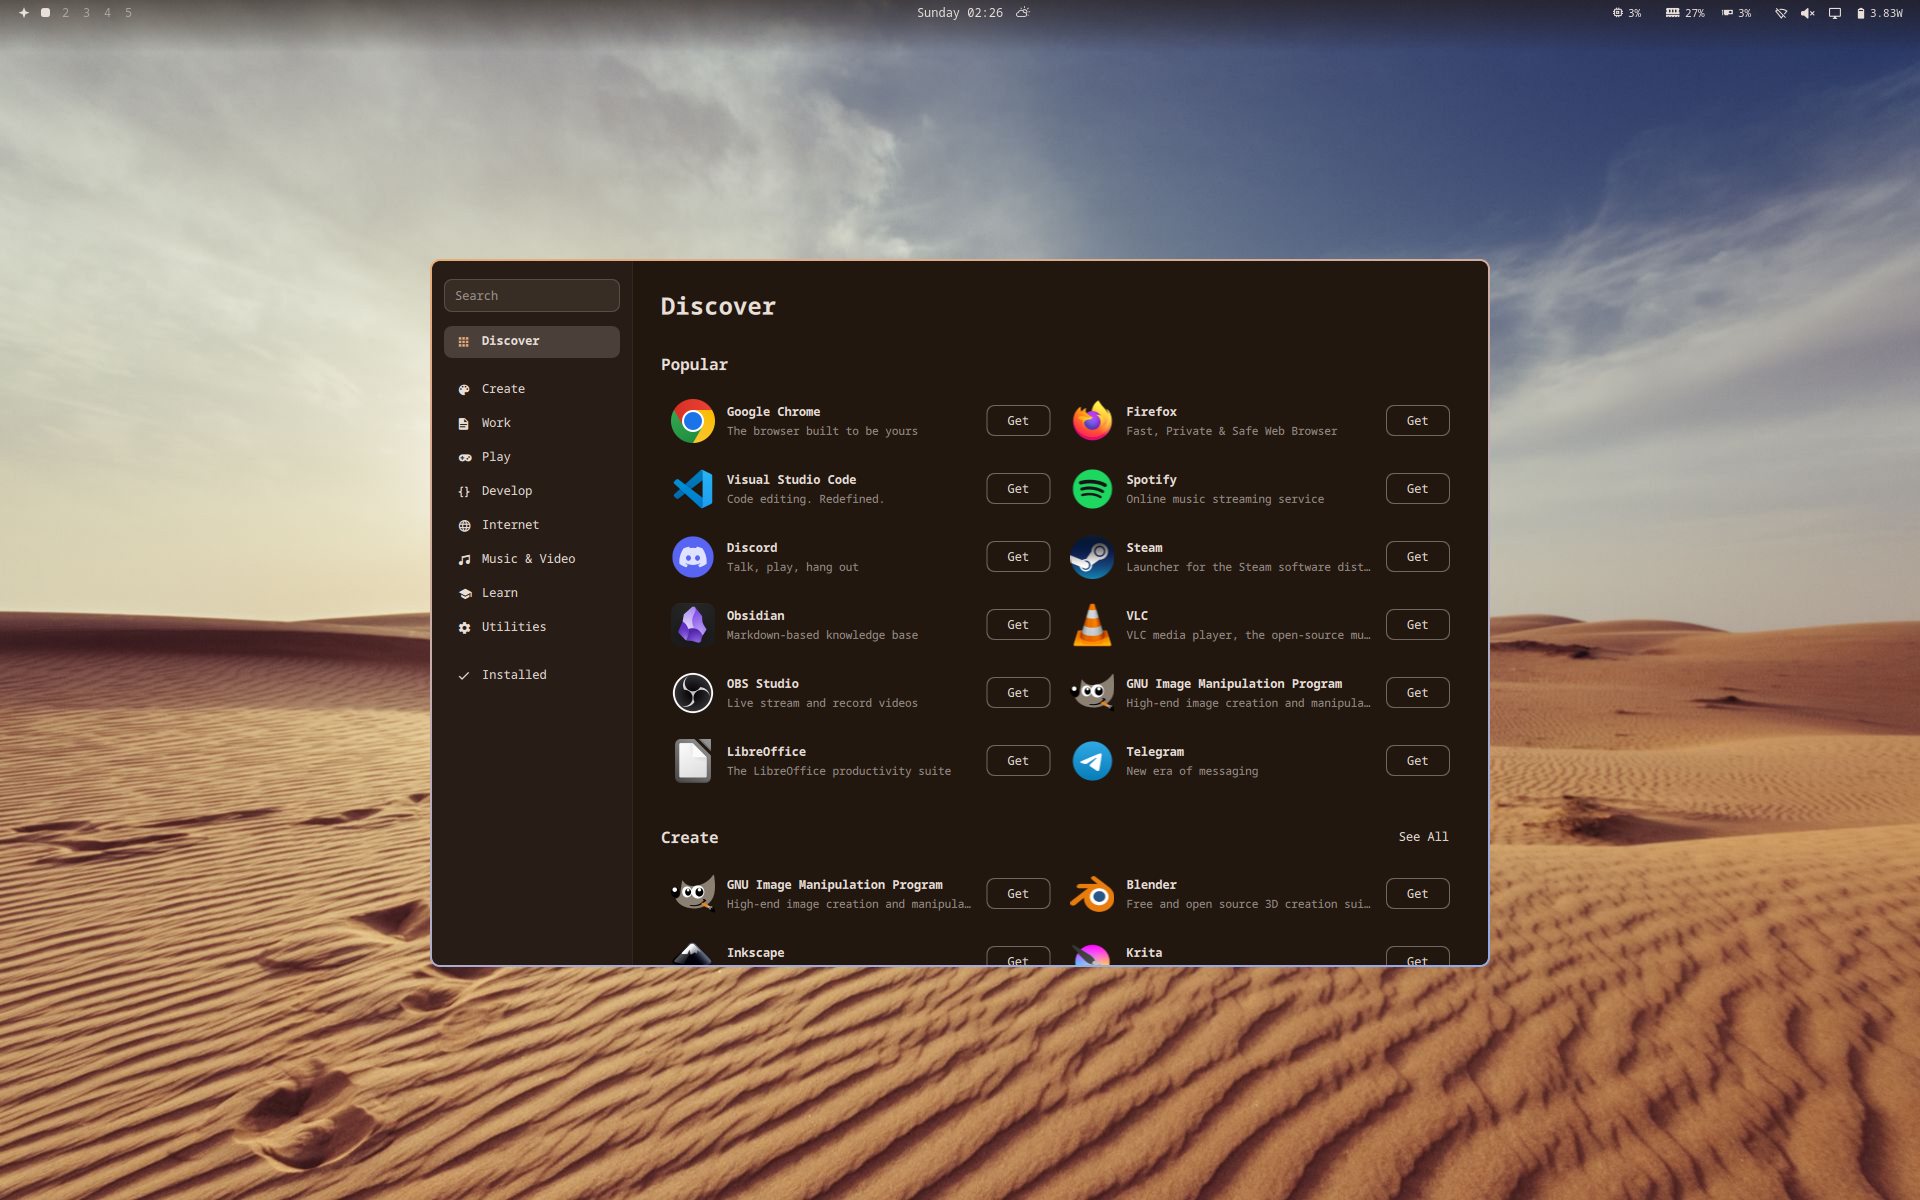 2 3 4 5
Sunday 02:26
3% 27% 3% 3.83W
Search
Discover
Create
Work
Play
Develop
Internet
Music & Video
Learn
Utilities
Installed
Discover
Popular
Google Chrome
The browser built to be yours
Get
Firefox
Fast, Private & Safe Web Browser
Get
Visual Studio Code
Code editing. Redefined.
Get
Spotify
Online music streaming service
Get
Discord
Talk, play, hang out
Get
Steam
Launcher for the Steam software dist…
Get
Obsidian
Markdown-based knowledge base
Get
VLC
VLC media player, the open-source mu…
Get
OBS Studio
Live stream and record videos
Get
GNU Image Manipulation Program
High-end image creation and manipula…
Get
LibreOffice
The LibreOffice productivity suite
Get
Telegram
New era of messaging
Get
Create
See All
GNU Image Manipulation Program
High-end image creation and manipula…
Get
Blender
Free and open source 3D creation sui…
Get
Inkscape
Get
Krita
Get